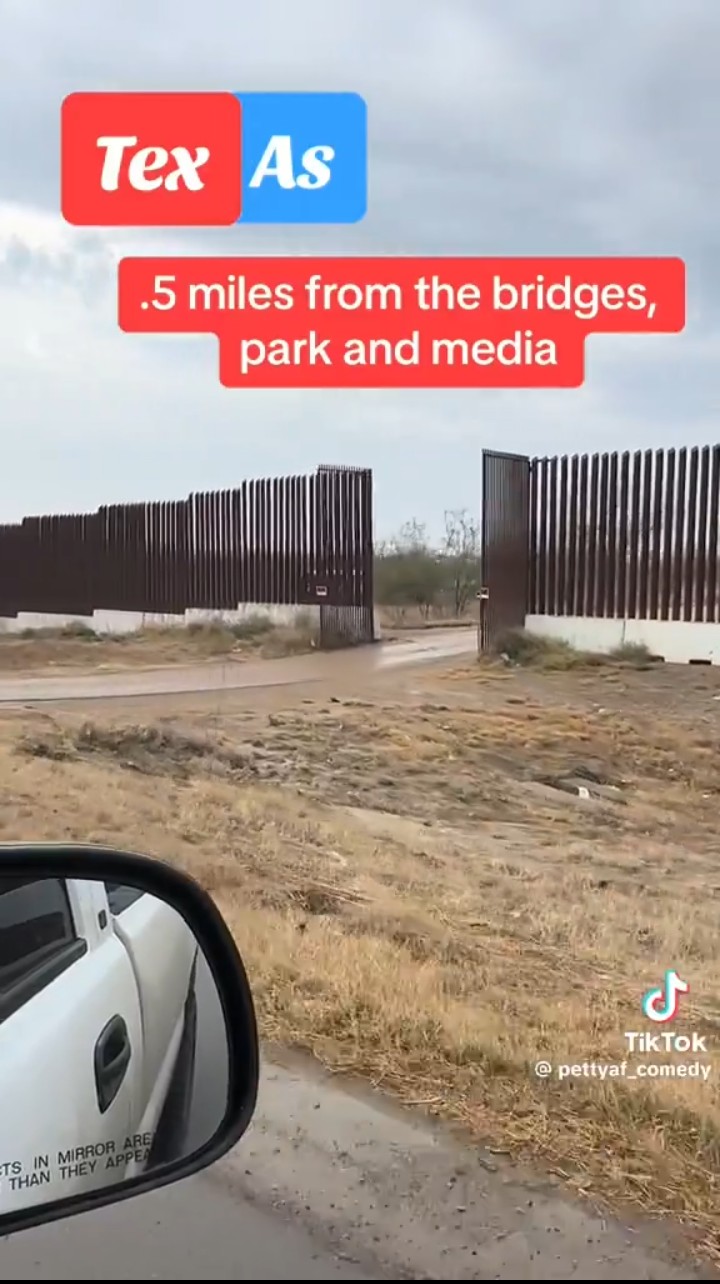 Tex As
.5 miles from the bridges,
park and media
TikTok
@ pettyaf_comedy
TS IN MIRROR ARE
THAN THEY APPEA